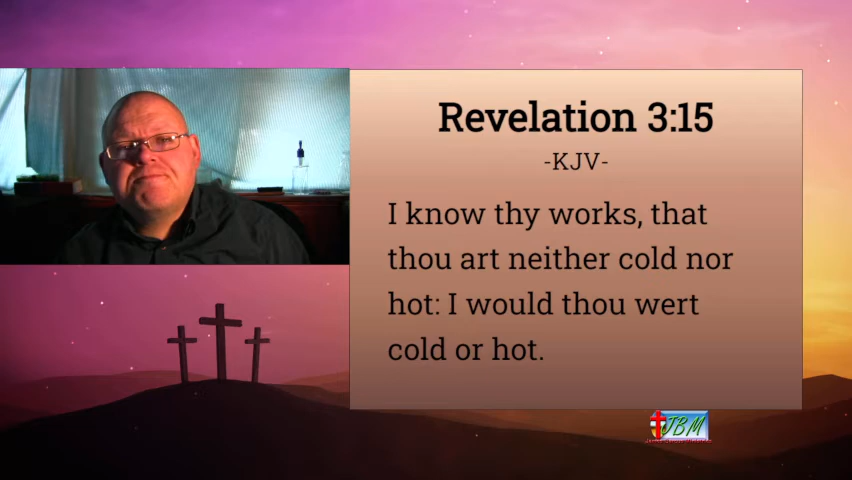 Revelation 3:15
-KJV-
I know thy works, that
thou art neither cold nor
hot: I would thou wert
cold or hot.
JBM